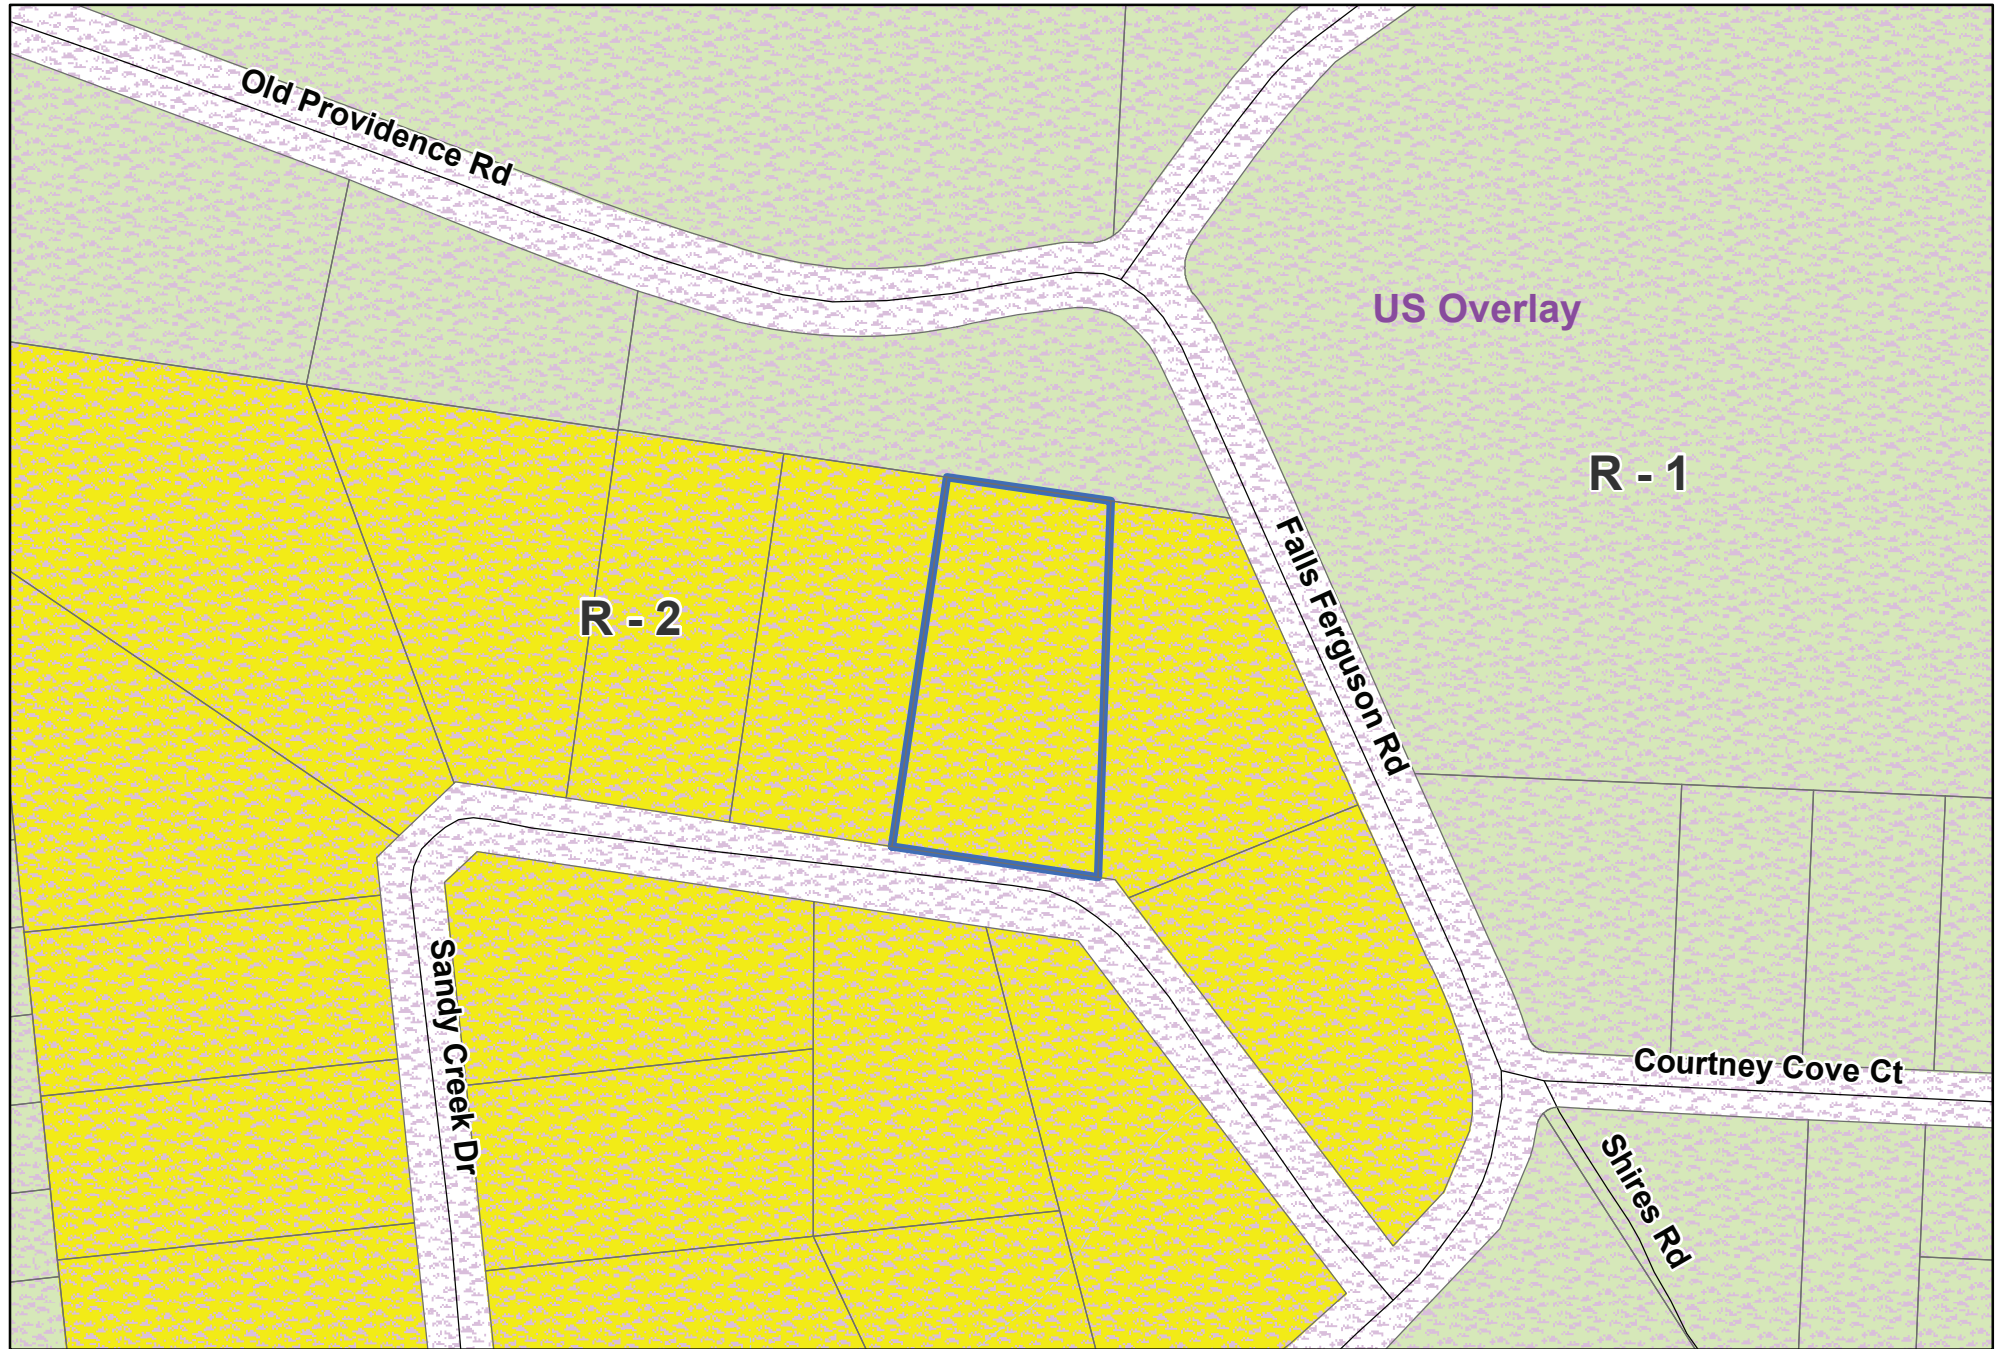 Old Providence Rd
US Overlay
R - 1
Falls Ferguson Rd
R - 2
Sandy Creek Dr
Courtney Cove Ct
Shires Rd